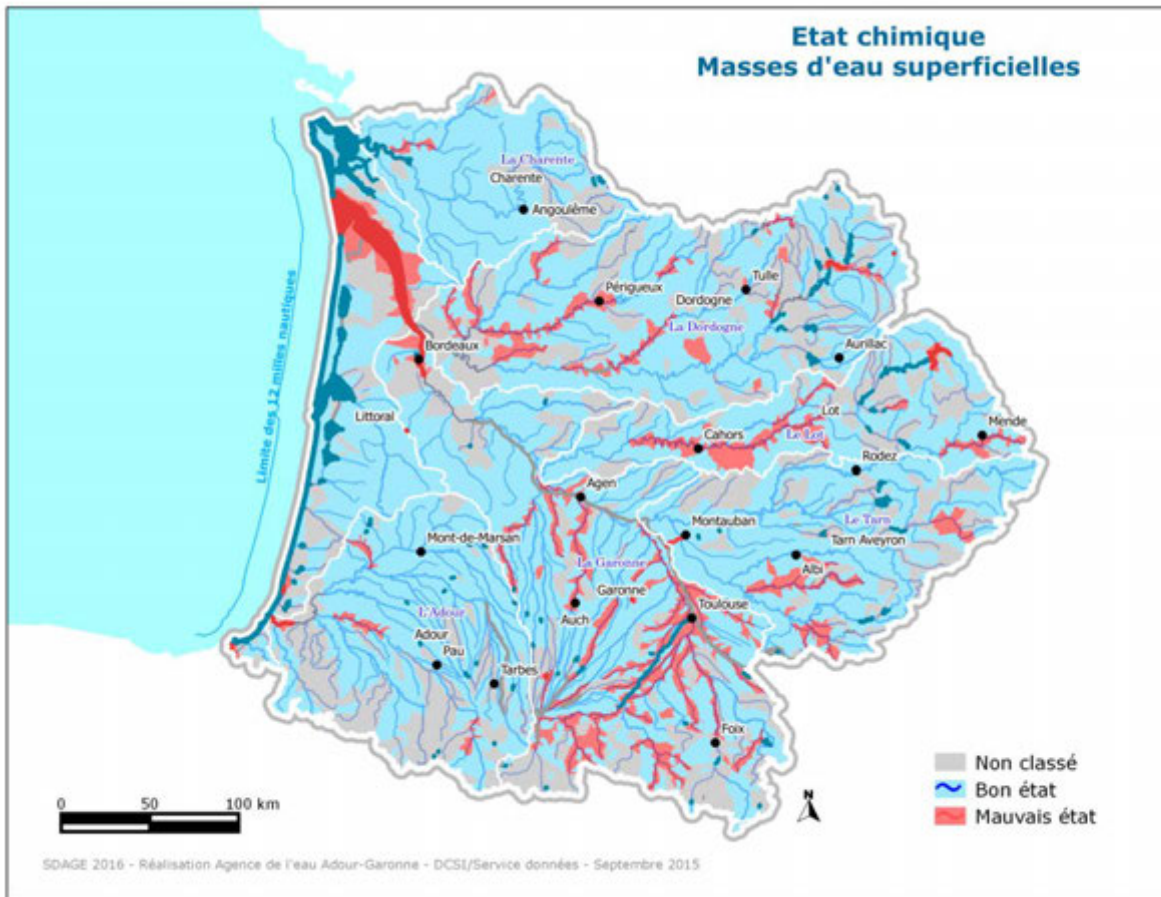 Etat chimique
Masses d'eau superficielles
La Charente
Charente
Angoulême
Périgueux
Tulle
Dordogne
La Dordogne
Bordeaux
Aurillac
Limite des 12 milles nautiques
Littoral
Lot
Le Lot
Cahors
Mende
Rodez
Agen
Montauban
Le Tarn
Tarn Aveyron
Mont-de-Marsan
La Garonne
Albi
Garonne
Toulouse
L'Adour
Auch
Adour
Pau
Tarbes
Foix
Non classé
Bon état
Mauvais état
0 50 100 km
N
SDAGE 2016 - Réalisation Agence de l'eau Adour-Garonne - DCSI/Service données - Septembre 2015